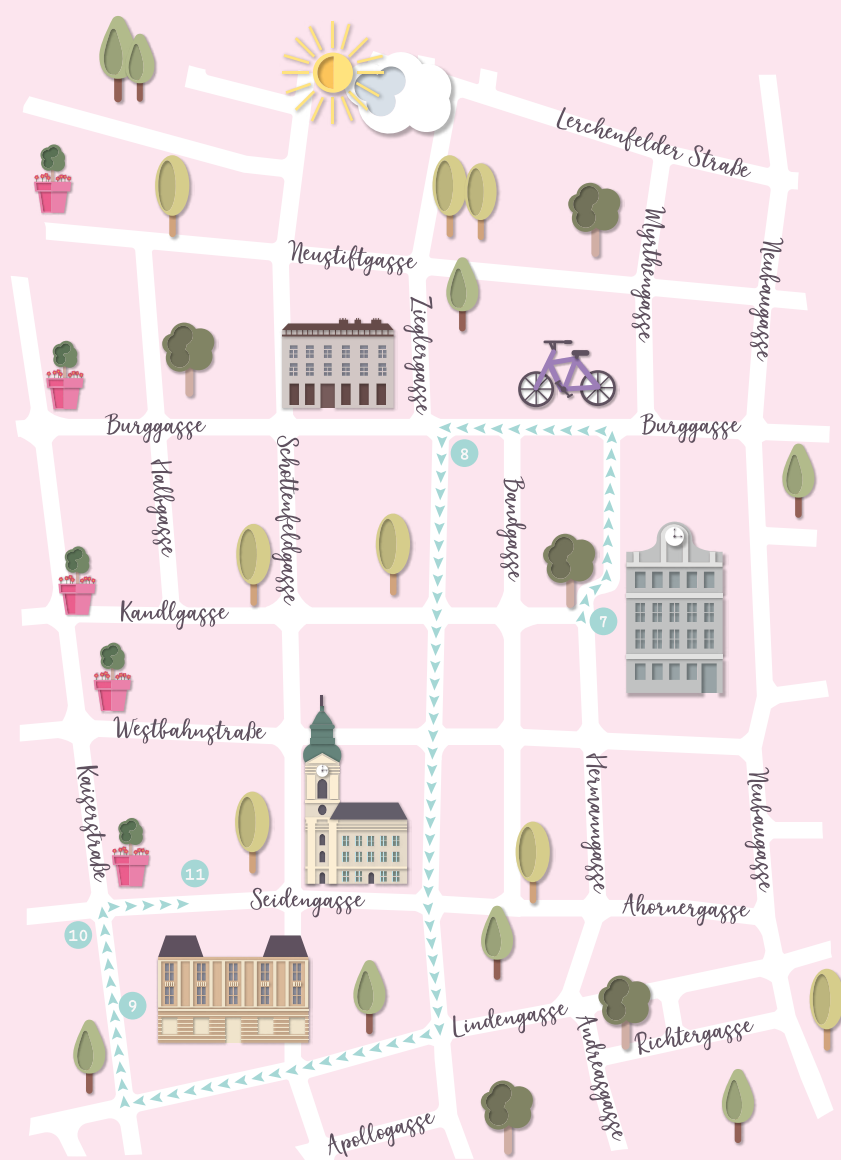 Lerchenfelder Straße
Myrthengasse
Neubaugasse
Neustiftgasse
Zieglergasse
Burggasse
Burggasse
8
Halbgasse
Schottenfeldgasse
Bandgasse
Kandlgasse
7
Westbahnstraße
Kaiserstraße
Hermanngasse
Neubaugasse
11
Seidengasse
Ahornergasse
10
9
Lindengasse
Andreasgasse
Richtergasse
Apollogasse